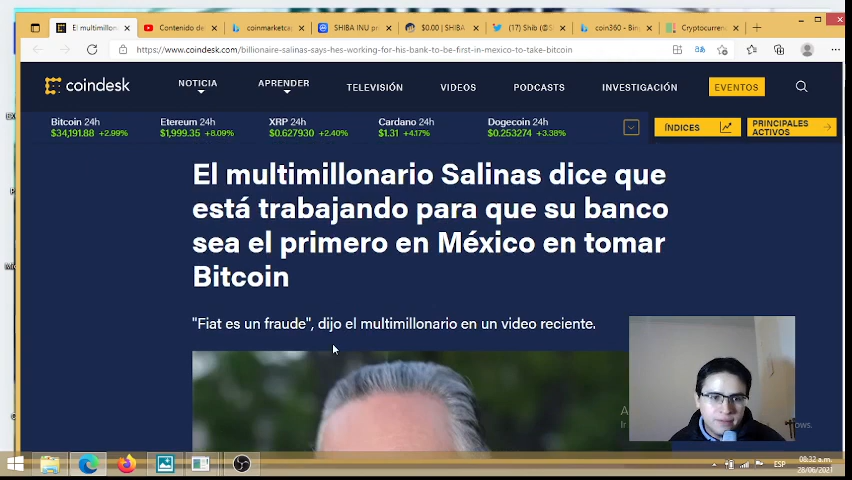 El multimillon
Contenido del
coinmarketcap
SHIBA INU pr
$0.00 | SHIBA
(17) Shib (@S
coin360 - Bing
Cryptocurrenc
https://www.coindesk.com/billionaire-salinas-says-hes-working-for-his-bank-to-be-first-in-mexico-to-take-bitcoin
coindesk
NOTICIA
APRENDER
TELEVISIÓN
VIDEOS
PODCASTS
INVESTIGACIÓN
EVENTOS
Bitcoin 24h
$34,191.88 +2.99%
Etereum 24h
$1,999.35 +8.09%
XRP 24h
$0.627930 +2.40%
Cardano 24h
$1.31 +4.17%
Dogecoin 24h
$0.253274 +3.38%
ÍNDICES
PRINCIPALES
ACTIVOS
El multimillonario Salinas dice que
está trabajando para que su banco
sea el primero en México en tomar
Bitcoin
"Fiat es un fraude", dijo el multimillonario en un video reciente.
ESP
08:32 a.m.
28/06/2021